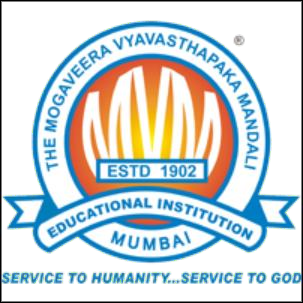 ®
THE MOGAVEERA VYAVASTHAPAKA MANDALI
MVM
ESTD 1902
EDUCATIONAL INSTITUTION
MUMBAI
SERVICE TO HUMANITY...SERVICE TO GOD